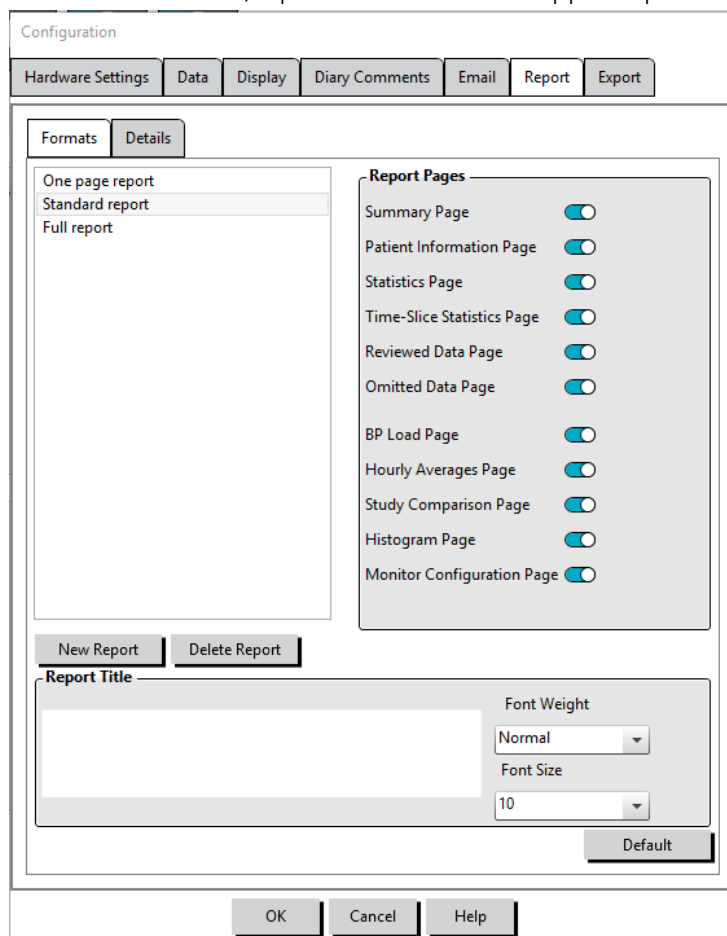 Configuration
Hardware Settings Data Display Diary Comments Email Report Export
Formats Details
One page report
Standard report
Full report
Report Pages
Summary Page
Patient Information Page
Statistics Page
Time-Slice Statistics Page
Reviewed Data Page
Omitted Data Page
BP Load Page
Hourly Averages Page
Study Comparison Page
Histogram Page
Monitor Configuration Page
New Report Delete Report
Report Title
Font Weight
Normal
Font Size
10
Default
OK Cancel Help